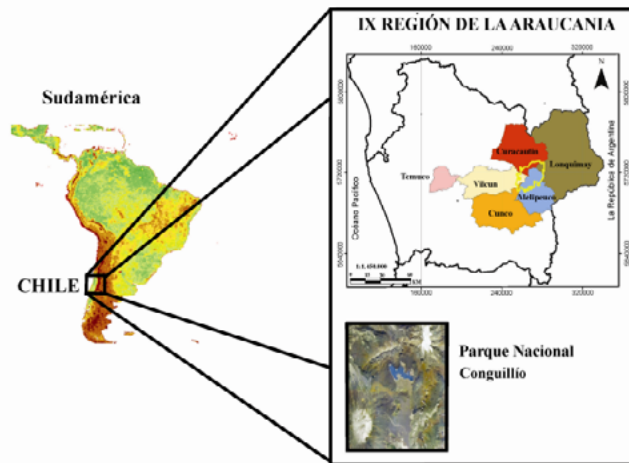 Sudamérica
CHILE
IX REGIÓN DE LA ARAUCANIA
160000 240000 320000
N
Curacautín
Lonquimay
Temuco
Vilcun
Melipeuco
Cunco
Océano Pacífico
La República de Argentina
160000 240000 320000
Parque Nacional
Conguillío